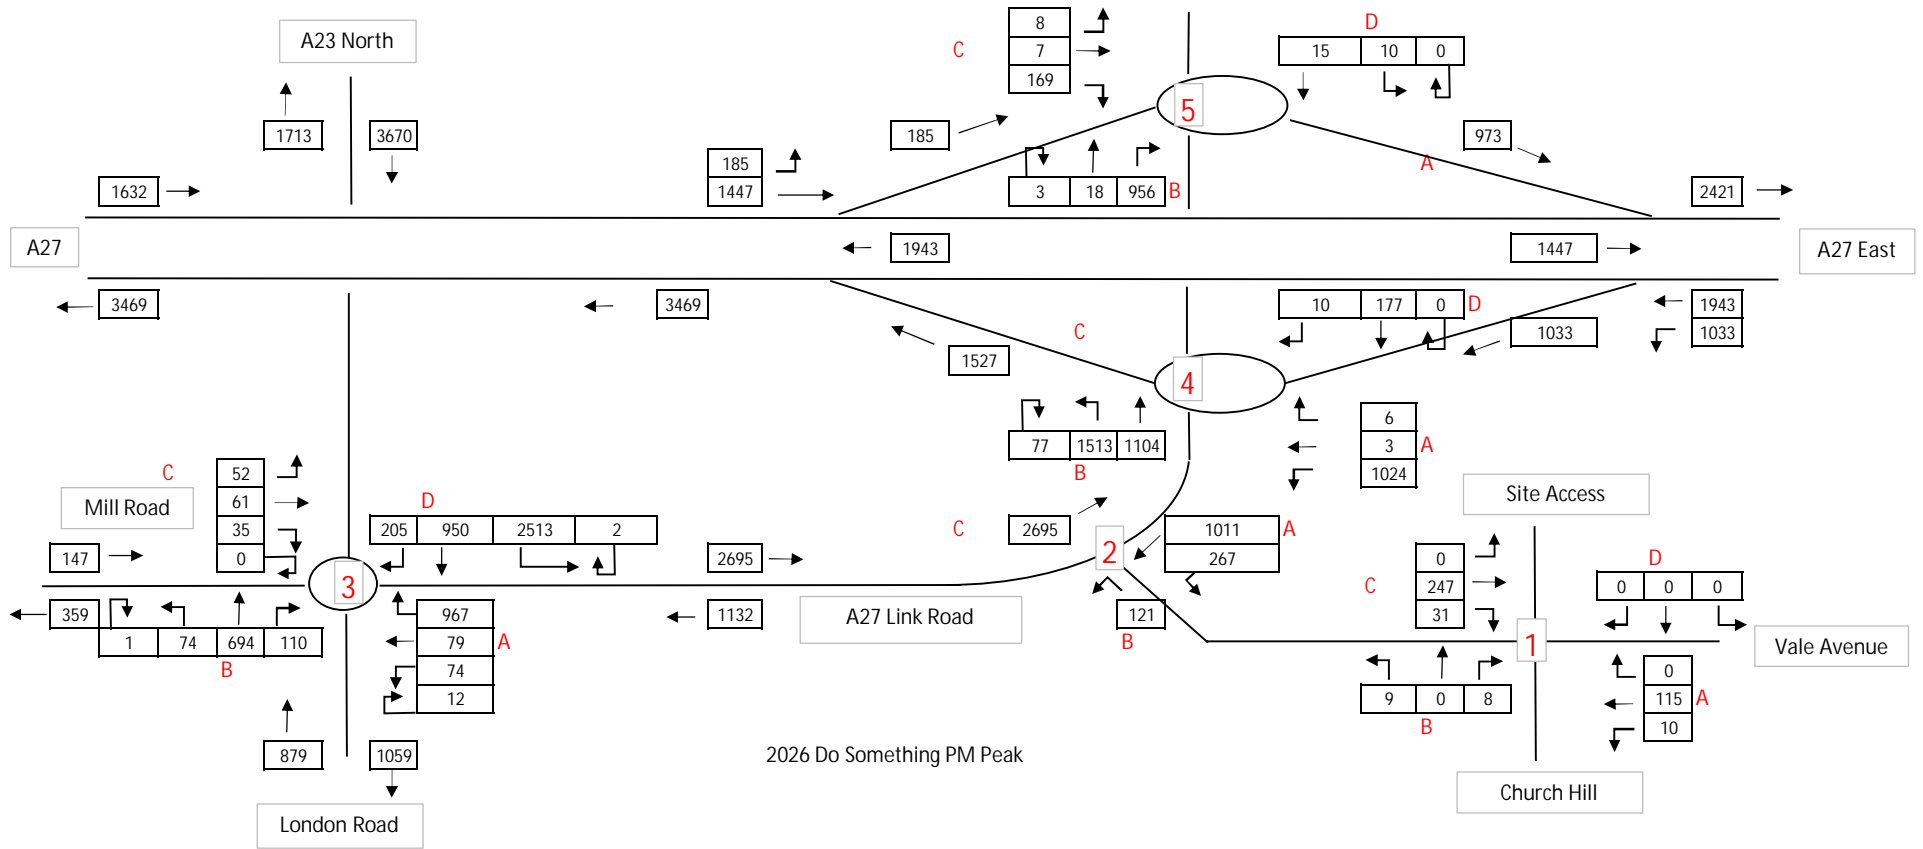 8
D
A23 North
C
7
15 10 0
169
5
1713
3670
185
973
185
A
1632
1447
3 18 956 B
2421
A27
1943
1447
A27 East
3469
3469
10 177 0 D
1943
C
1033
1033
1527
4
6
77 1513 1104
3 A
C
52
B
1024
Mill Road
61
D
Site Access
35
205 950 2513 2
C
2695
1011 A
147
0
2695
2
267
0
D
3
C
247
0 0 0
359
967
1132
A27 Link Road
121
31
1 74 694 110
79 A
B
1
Vale Avenue
B
74
0
12
9 0 8
115 A
B
10
879
1059
2026 Do Something PM Peak
Church Hill
London Road